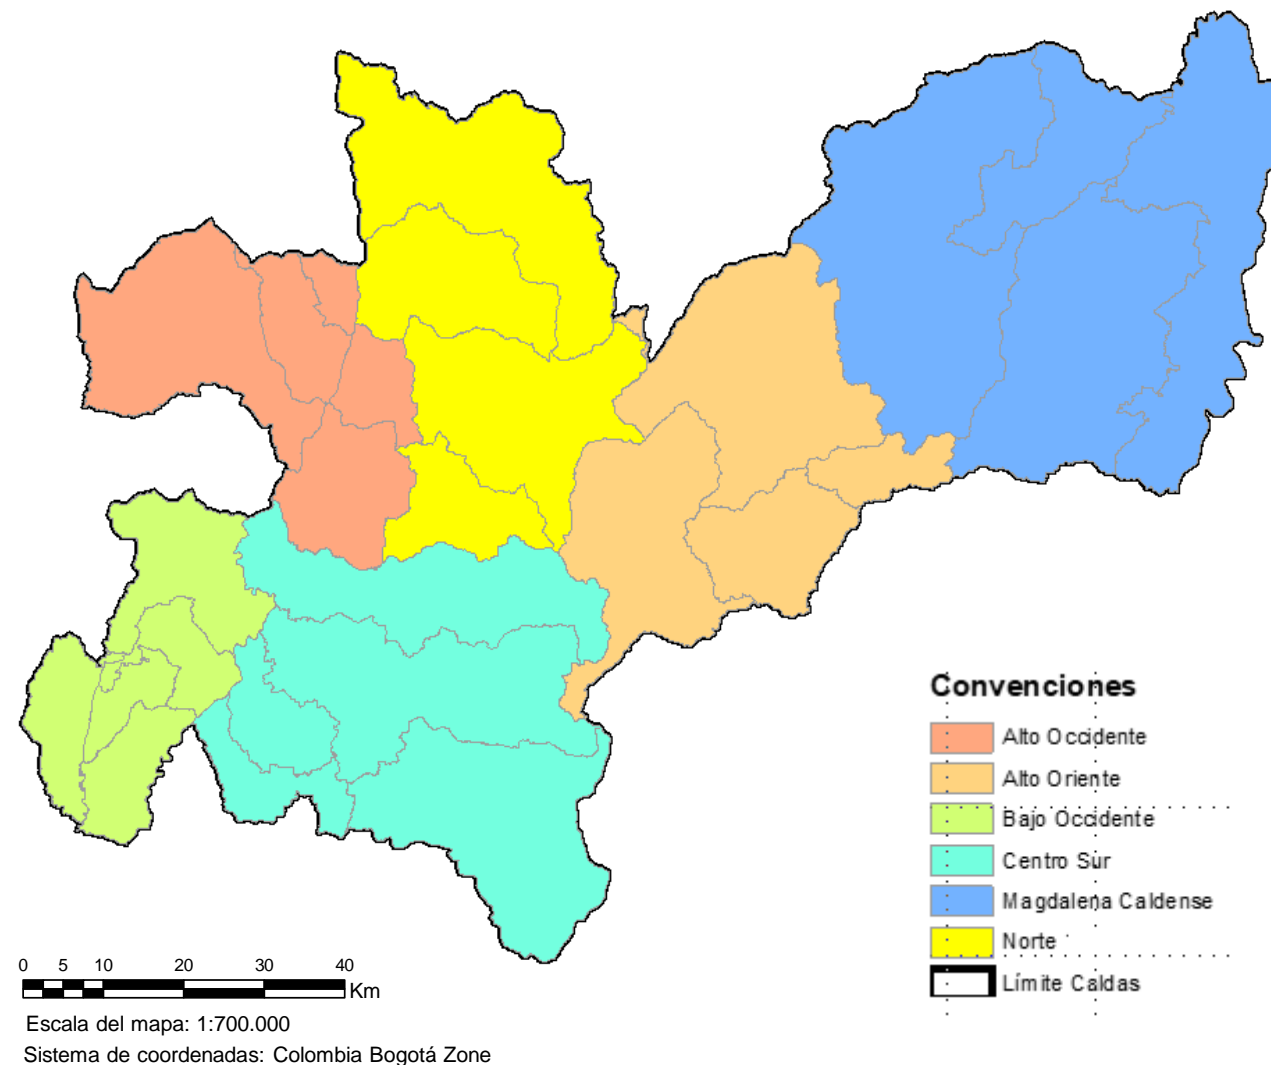 Convenciones
Alto Occidente
Alto Oriente
Bajo Occidente
Centro Sur
Magdalena Caldense
Norte
Límite Caldas
0 5 10 20 30 40
Km
Escala del mapa: 1:700.000
Sistema de coordenadas: Colombia Bogotá Zone